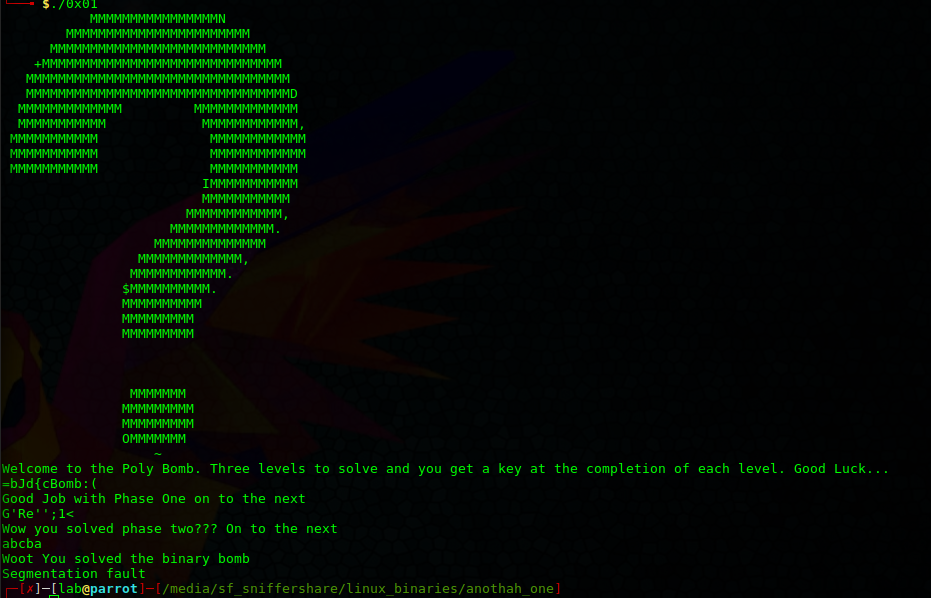 $./0x01
MMMMMMMMMMMMMMMMN
MMMMMMMMMMMMMMMMMMMMMMM
MMMMMMMMMMMMMMMMMMMMMMMMMMM
+MMMMMMMMMMMMMMMMMMMMMMMMMMMMMM
MMMMMMMMMMMMMMMMMMMMMMMMMMMMMMMMM
MMMMMMMMMMMMMMMMMMMMMMMMMMMMMMMMMD
MMMMMMMMMMMMM         MMMMMMMMMMMMM
MMMMMMMMMMM            MMMMMMMMMMMM,
MMMMMMMMMMM              MMMMMMMMMMMM
MMMMMMMMMMM              MMMMMMMMMMMM
MMMMMMMMMMM              MMMMMMMMMMM
IMMMMMMMMMMM
MMMMMMMMMMM
MMMMMMMMMMMM,
MMMMMMMMMMMMM.
MMMMMMMMMMMMMM
MMMMMMMMMMMMM,
MMMMMMMMMMMM.
$MMMMMMMMMM.
MMMMMMMMMM
MMMMMMMMM
MMMMMMMMM
MMMMMMM
MMMMMMMMM
MMMMMMMMM
OMMMMMMM
~
Welcome to the Poly Bomb. Three levels to solve and you get a key at the completion of each level. Good Luck...
=bJd{cBomb:(
Good Job with Phase One on to the next
G'Re'';1<
Wow you solved phase two??? On to the next
abcba
Woot You solved the binary bomb
Segmentation fault
┌─[✗]─[lab@parrot]─[/media/sf_sniffershare/linux_binaries/anothah_one]